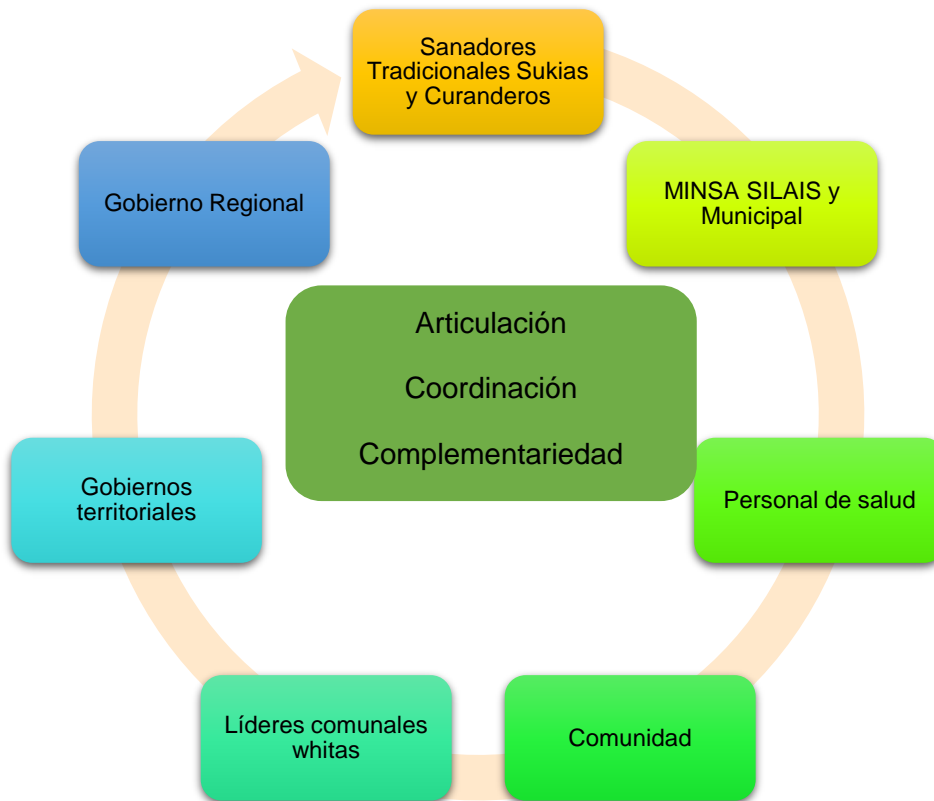 Sanadores
Tradicionales Sukias
y Curanderos
MINSA SILAIS y
Municipal
Personal de salud
Comunidad
Líderes comunales
whitas
Gobiernos
territoriales
Gobierno Regional
Articulación
Coordinación
Complementariedad